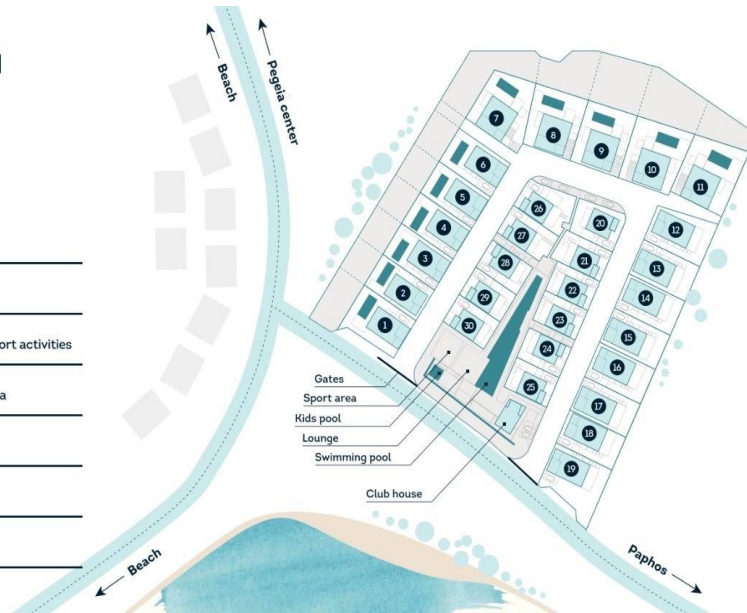 Beach
Pegeia center
7
8
9
10
11
6
5
4
3
2
1
26
27
28
29
30
20
21
22
23
24
25
12
13
14
15
16
17
18
19
ort activities
a
Gates
Sport area
Kids pool
Lounge
Swimming pool
Club house
Beach
Paphos